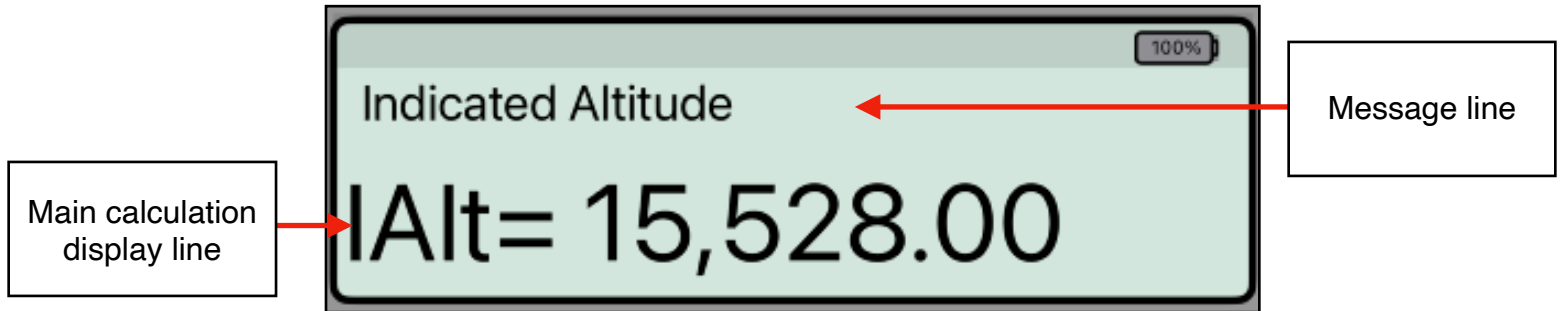 100%
Indicated Altitude
Message line
Main calculation
display line
IAlt= 15,528.00